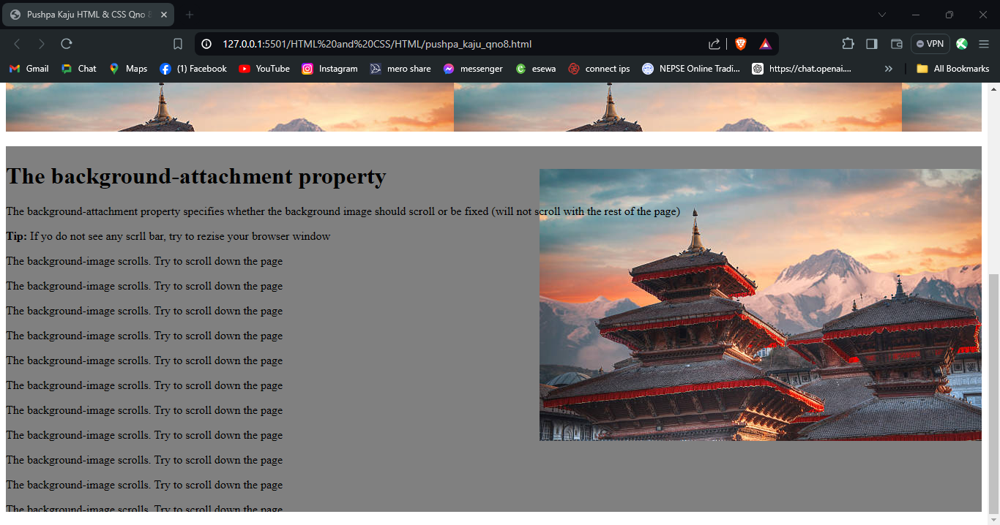 Pushpa Kaju HTML & CSS Qno 8
127.0.0.1:5501/HTML%20and%20CSS/HTML/pushpa_kaju_qno8.html
VPN
Gmail
Chat
Maps
(1) Facebook
YouTube
Instagram
mero share
messenger
esewa
connect ips
NEPSE Online Tradi...
https://chat.openai....
All Bookmarks
The background-attachment property
The background-attachment property specifies whether the background image should scroll or be fixed (will not scroll with the rest of the page)
Tip: If yo do not see any scrll bar, try to rezise your browser window
The background-image scrolls. Try to scroll down the page
The background-image scrolls. Try to scroll down the page
The background-image scrolls. Try to scroll down the page
The background-image scrolls. Try to scroll down the page
The background-image scrolls. Try to scroll down the page
The background-image scrolls. Try to scroll down the page
The background-image scrolls. Try to scroll down the page
The background-image scrolls. Try to scroll down the page
The background-image scrolls. Try to scroll down the page
The background-image scrolls. Try to scroll down the page
The background-image scrolls. Try to scroll down the page